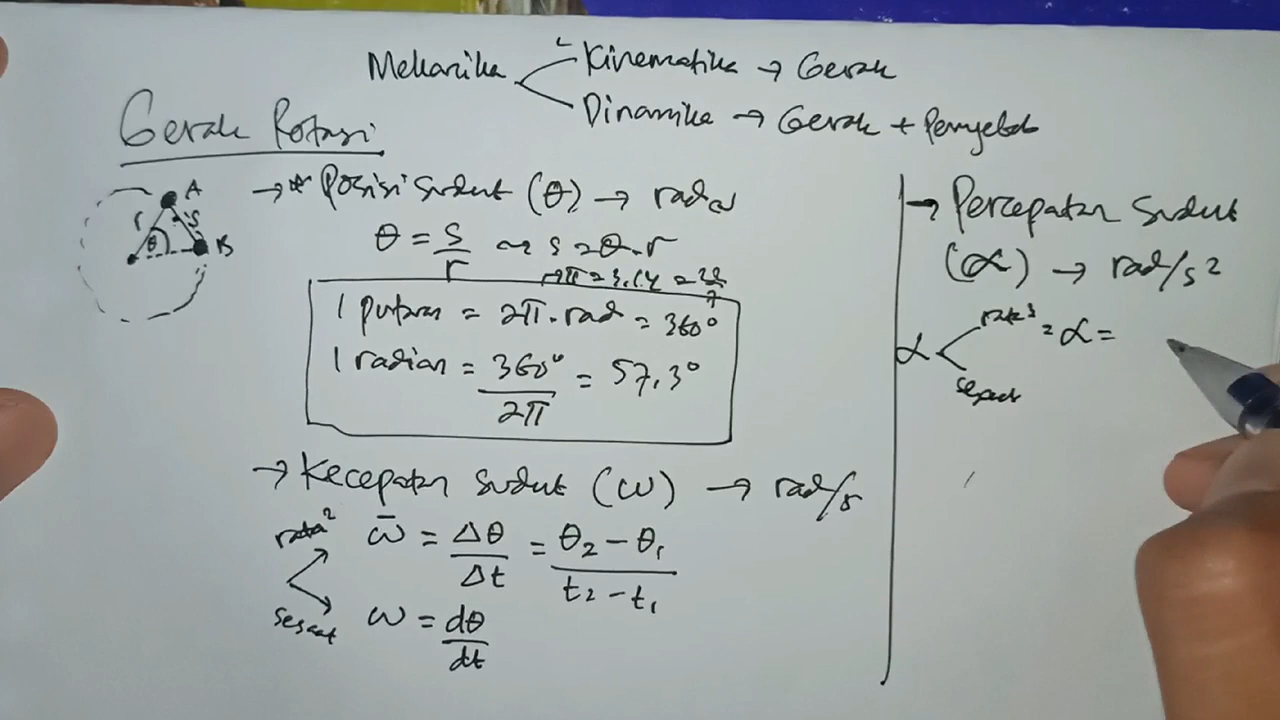 Mekanika
Kinematika → Gerak
Dinamika → Gerak + Penyebab
Gerak Rotasi
A
r
s
θ
B
→ * Posisi Sudut (θ) → rad
θ = s/r ~ s = θ.r
π = 3,14 = 22/7
1 putaran = 2π.rad = 360°
1 radian = 360°/2π = 57,3°
→ Kecepatan Sudut (ω) → rad/s
rata² ω̄ = Δθ/Δt = θ₂ - θ₁/t₂ - t₁
sesaat ω = dθ/dt
→ Percepatan Sudut
(α) → rad/s²
α
rata² = α =
sesaat